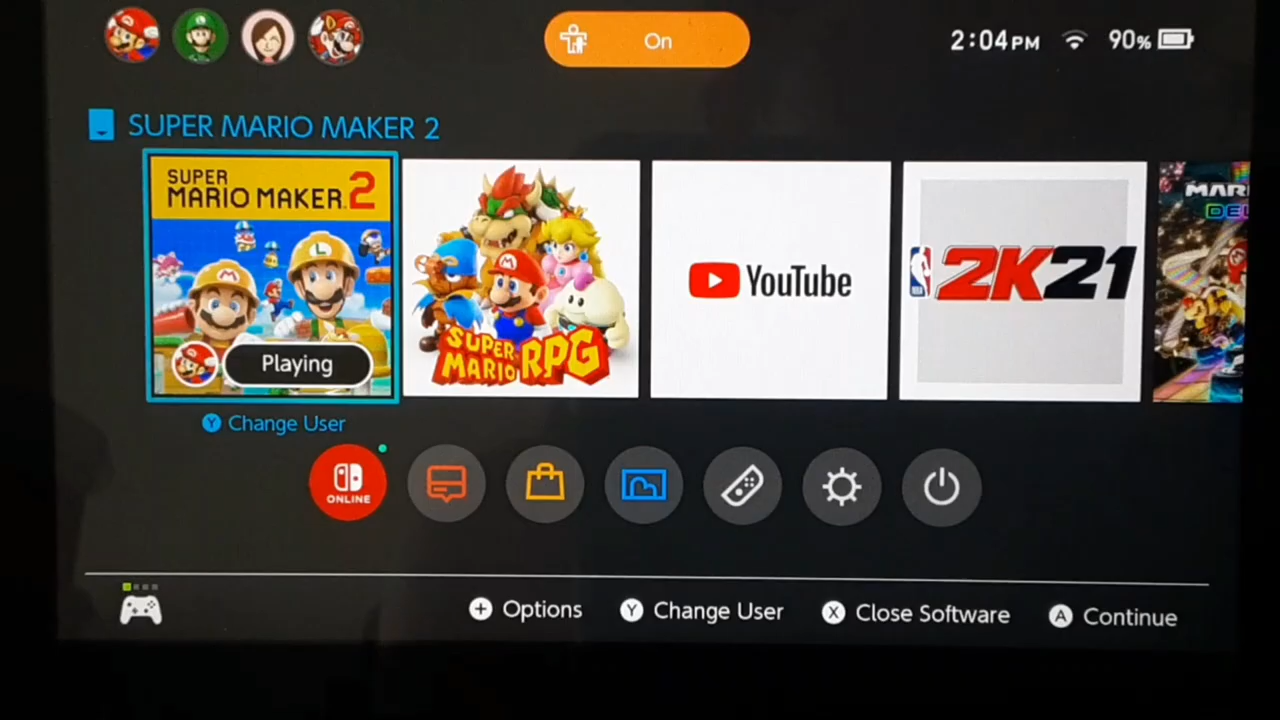 On
2:04PM
90%
SUPER MARIO MAKER 2
SUPER
MARIO MAKER 2
Playing
SUPER
MARIO RPG
YouTube
NBA
2K21
Change User
ONLINE
+ Options
Y Change User
X Close Software
A Continue